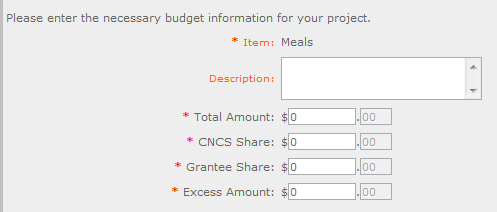 Please enter the necessary budget information for your project.
* Item: Meals
Description:
* Total Amount: $0 .00
* CNCS Share: $0 .00
* Grantee Share: $0 .00
* Excess Amount: $0 .00